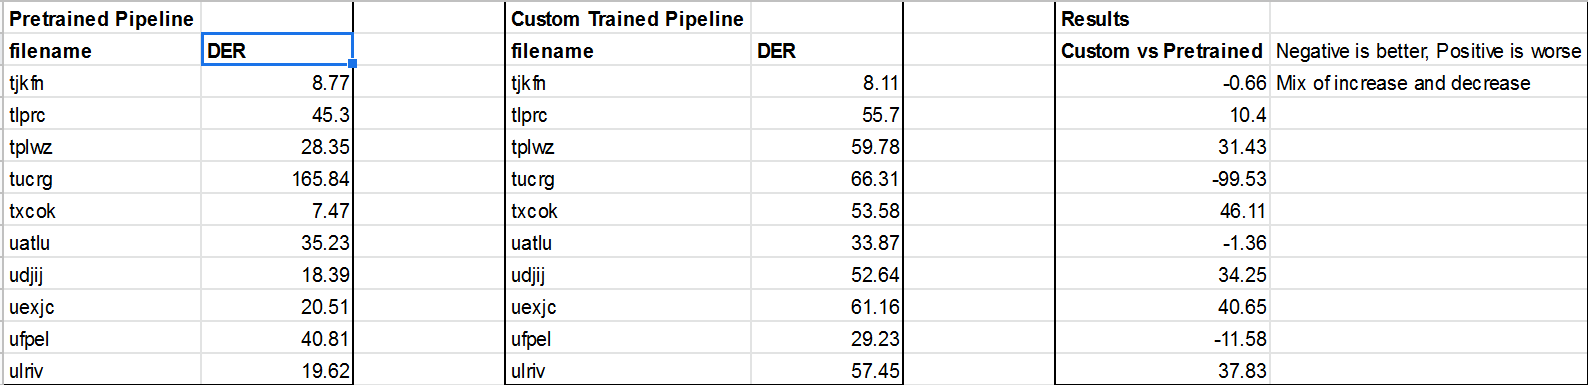 Pretrained Pipeline Custom Trained Pipeline Results
filename DER filename DER Custom vs Pretrained Negative is better, Positive is worse
tjkfn 8.77 tjkfn 8.11 -0.66 Mix of increase and decrease
tlprc 45.3 tlprc 55.7 10.4
tplwz 28.35 tplwz 59.78 31.43
tucrg 165.84 tucrg 66.31 -99.53
txcok 7.47 txcok 53.58 46.11
uatlu 35.23 uatlu 33.87 -1.36
udjij 18.39 udjij 52.64 34.25
uexjc 20.51 uexjc 61.16 40.65
ufpel 40.81 ufpel 29.23 -11.58
ulriv 19.62 ulriv 57.45 37.83